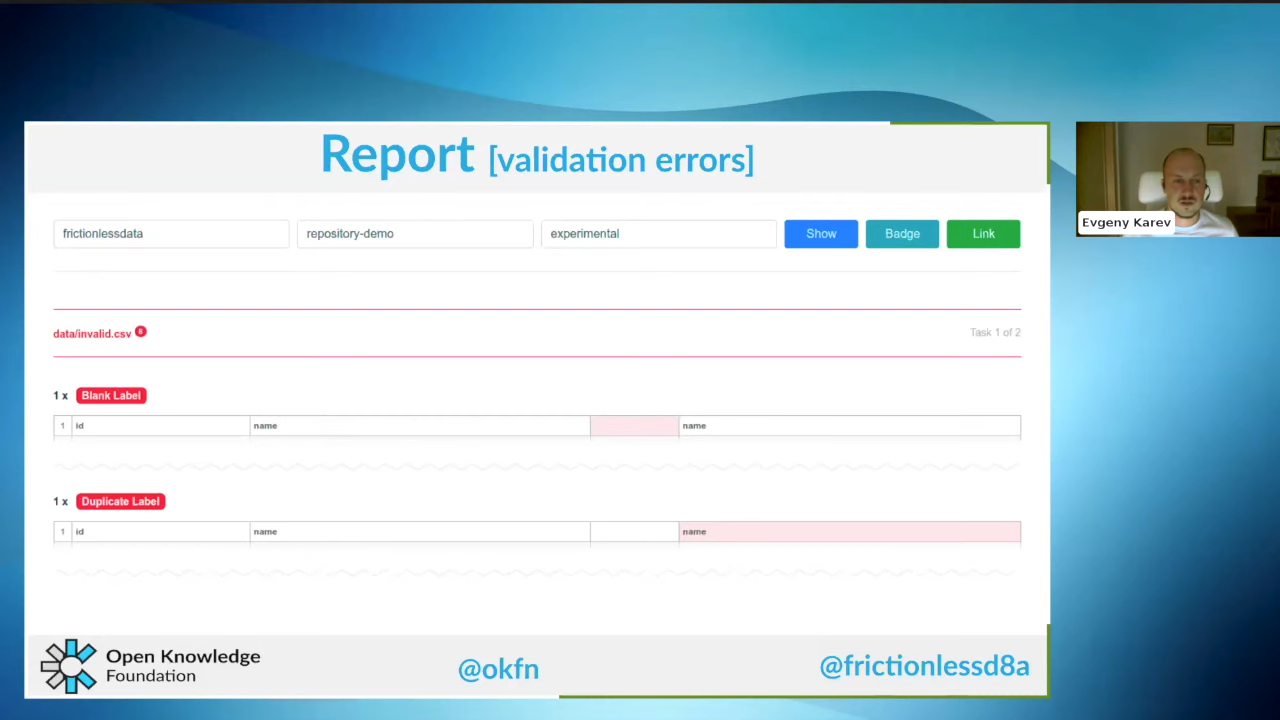 Report [validation errors]
frictionlessdata repository-demo experimental Show Badge Link
data/invalid.csv Task 1 of 2
1 x Blank Label
1 id name name
1 x Duplicate Label
1 id name name
Open Knowledge
Foundation
@okfn
@frictionlessd8a
Evgeny Karev